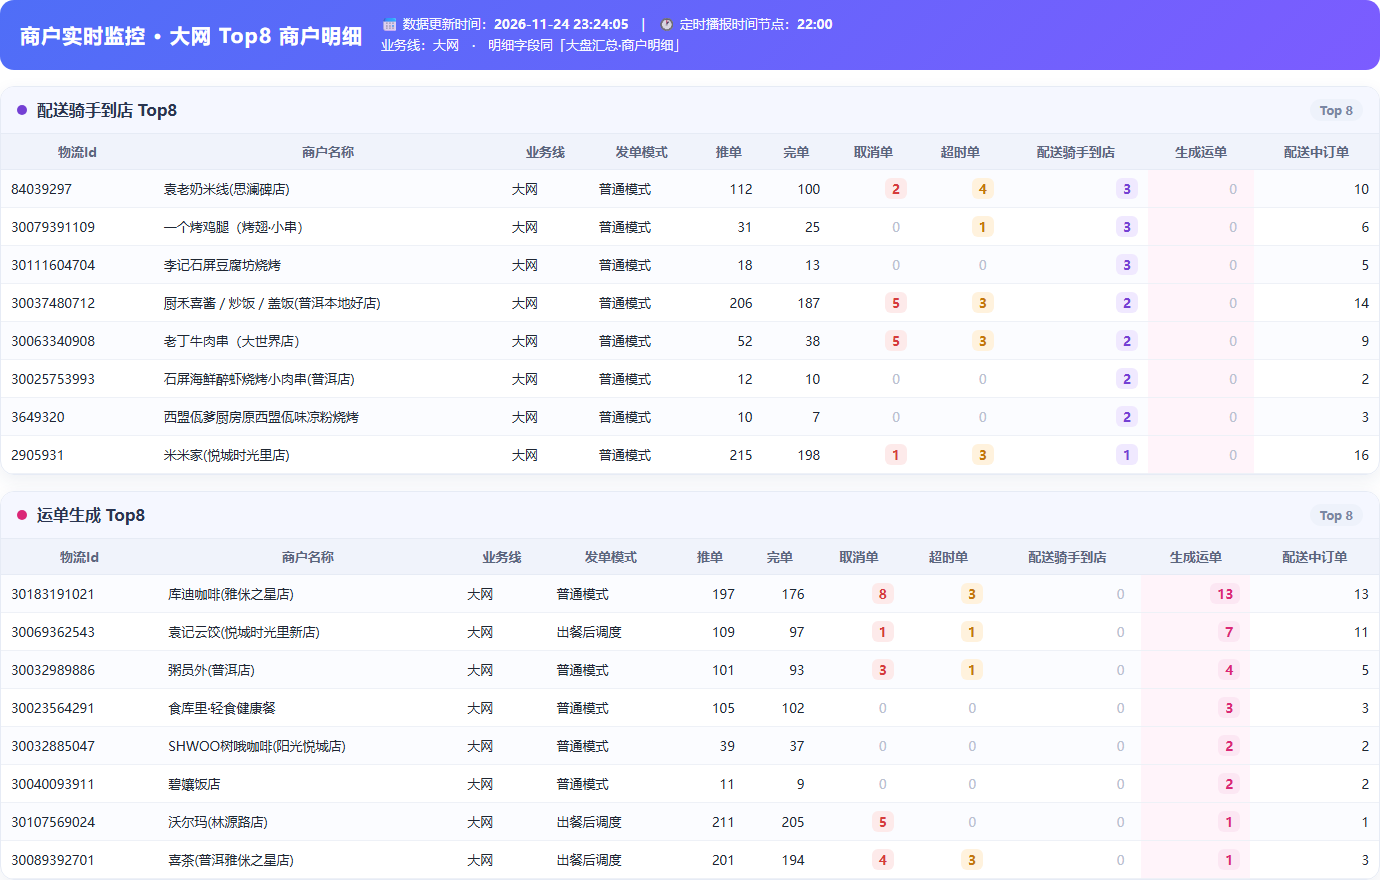 商户实时监控 • 大网 Top8 商户明细
数据更新时间：2026-11-24 23:24:05 | 定时播报时间节点：22:00
业务线：大网 · 明细字段同「大盘汇总·商户明细」
配送骑手到店 Top8 Top 8
物流Id 商户名称 业务线 发单模式 推单 完单 取消单 超时单 配送骑手到店 生成运单 配送中订单
84039297 袁老奶米线(思澜碑店) 大网 普通模式 112 100 2 4 3 0 10
30079391109 一个烤鸡腿（烤翅·小串） 大网 普通模式 31 25 0 1 3 0 6
30111604704 李记石屏豆腐坊烧烤 大网 普通模式 18 13 0 0 3 0 5
30037480712 厨禾喜酱 / 炒饭 / 盖饭(普洱本地好店) 大网 普通模式 206 187 5 3 2 0 14
30063340908 老丁牛肉串（大世界店） 大网 普通模式 52 38 5 3 2 0 9
30025753993 石屏海鲜醉虾烧烤小肉串(普洱店) 大网 普通模式 12 10 0 0 2 0 2
3649320 西盟佤爹厨房原西盟佤味凉粉烧烤 大网 普通模式 10 7 0 0 2 0 3
2905931 米米家(悦城时光里店) 大网 普通模式 215 198 1 3 1 0 16
运单生成 Top8 Top 8
物流Id 商户名称 业务线 发单模式 推单 完单 取消单 超时单 配送骑手到店 生成运单 配送中订单
30183191021 库迪咖啡(雅侎之星店) 大网 普通模式 197 176 8 3 0 13 13
30069362543 袁记云饺(悦城时光里新店) 大网 出餐后调度 109 97 1 1 0 7 11
30032989886 粥员外(普洱店) 大网 普通模式 101 93 3 1 0 4 5
30023564291 食库里·轻食健康餐 大网 普通模式 105 102 0 0 0 3 3
30032885047 SHWOO树哦咖啡(阳光悦城店) 大网 普通模式 39 37 0 0 0 2 2
30040093911 碧孃饭店 大网 普通模式 11 9 0 0 0 2 2
30107569024 沃尔玛(林源路店) 大网 出餐后调度 211 205 5 0 0 1 1
30089392701 喜茶(普洱雅侎之星店) 大网 出餐后调度 201 194 4 3 0 1 3